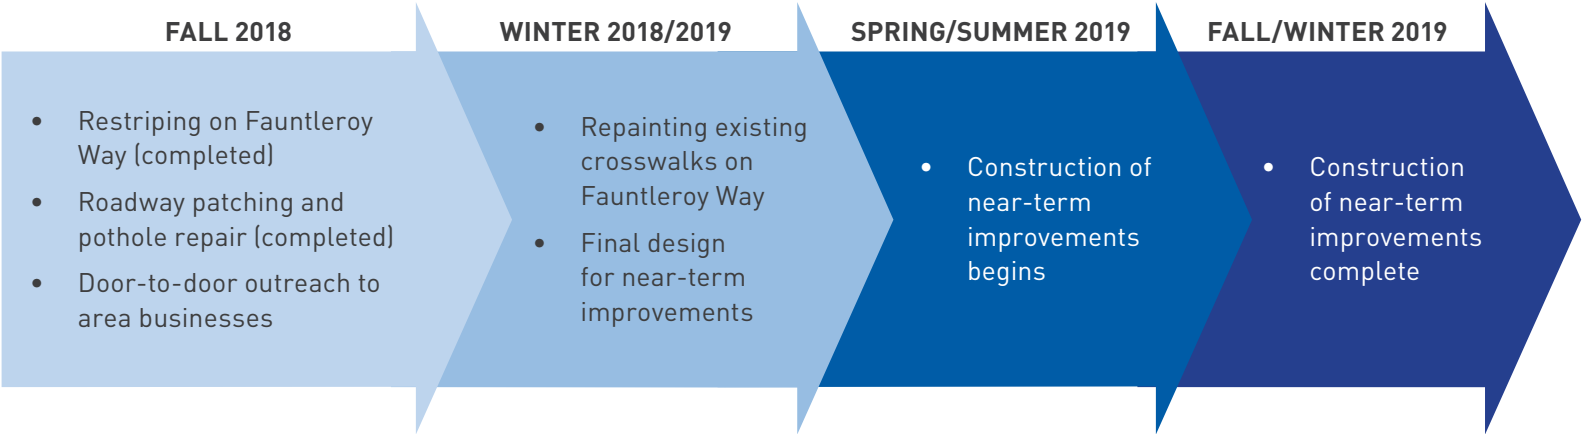 FALL 2018
• Restriping on Fauntleroy
Way (completed)
• Roadway patching and
pothole repair (completed)
• Door-to-door outreach to
area businesses
WINTER 2018/2019
• Repainting existing
crosswalks on
Fauntleroy Way
• Final design
for near-term
improvements
SPRING/SUMMER 2019
• Construction of
near-term
improvements
begins
FALL/WINTER 2019
• Construction
of near-term
improvements
complete